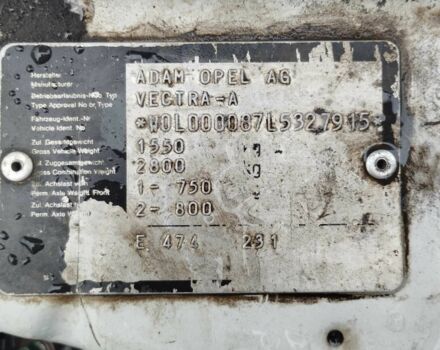 Hersteller
Manufacturer
ADAM OPEL AG
Betriebserlaubnis-Nr/b. Typ
Type Approval No or Type
VECTRA-A
Fahrzeug-Ident.-Nr
Vehicle Ident. No.
*W0L000087L5327915*
Zul. Gesamtgewicht
Gross Vehicle Weight
1550 kg
Zul. Zuggesamtgewicht
Gross Combination Weight
2800 kg
Zul. Achslast vorn
Perm. Axle Weight, Front
1- 750
Zul. Achslast
Perm. Axle Weight
2- 800
E 474 231